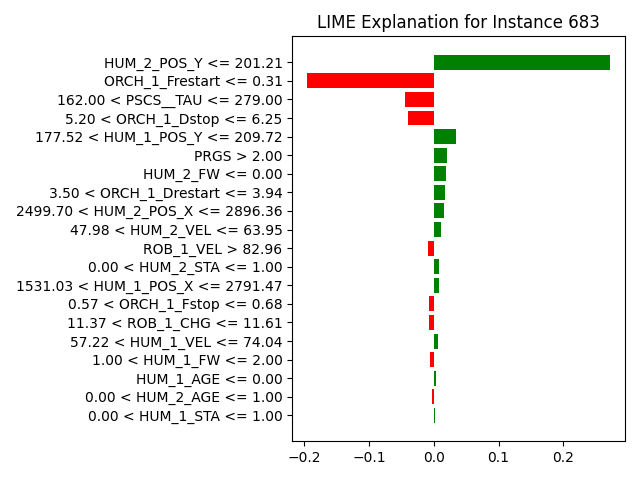 LIME Explanation for Instance 683
HUM_2_POS_Y <= 201.21
ORCH_1_Frestart <= 0.31
162.00 < PSCS__TAU <= 279.00
5.20 < ORCH_1_Dstop <= 6.25
177.52 < HUM_1_POS_Y <= 209.72
PRGS > 2.00
HUM_2_FW <= 0.00
3.50 < ORCH_1_Drestart <= 3.94
2499.70 < HUM_2_POS_X <= 2896.36
47.98 < HUM_2_VEL <= 63.95
ROB_1_VEL > 82.96
0.00 < HUM_2_STA <= 1.00
1531.03 < HUM_1_POS_X <= 2791.47
0.57 < ORCH_1_Fstop <= 0.68
11.37 < ROB_1_CHG <= 11.61
57.22 < HUM_1_VEL <= 74.04
1.00 < HUM_1_FW <= 2.00
HUM_1_AGE <= 0.00
0.00 < HUM_2_AGE <= 1.00
0.00 < HUM_1_STA <= 1.00
−0.2 −0.1 0.0 0.1 0.2